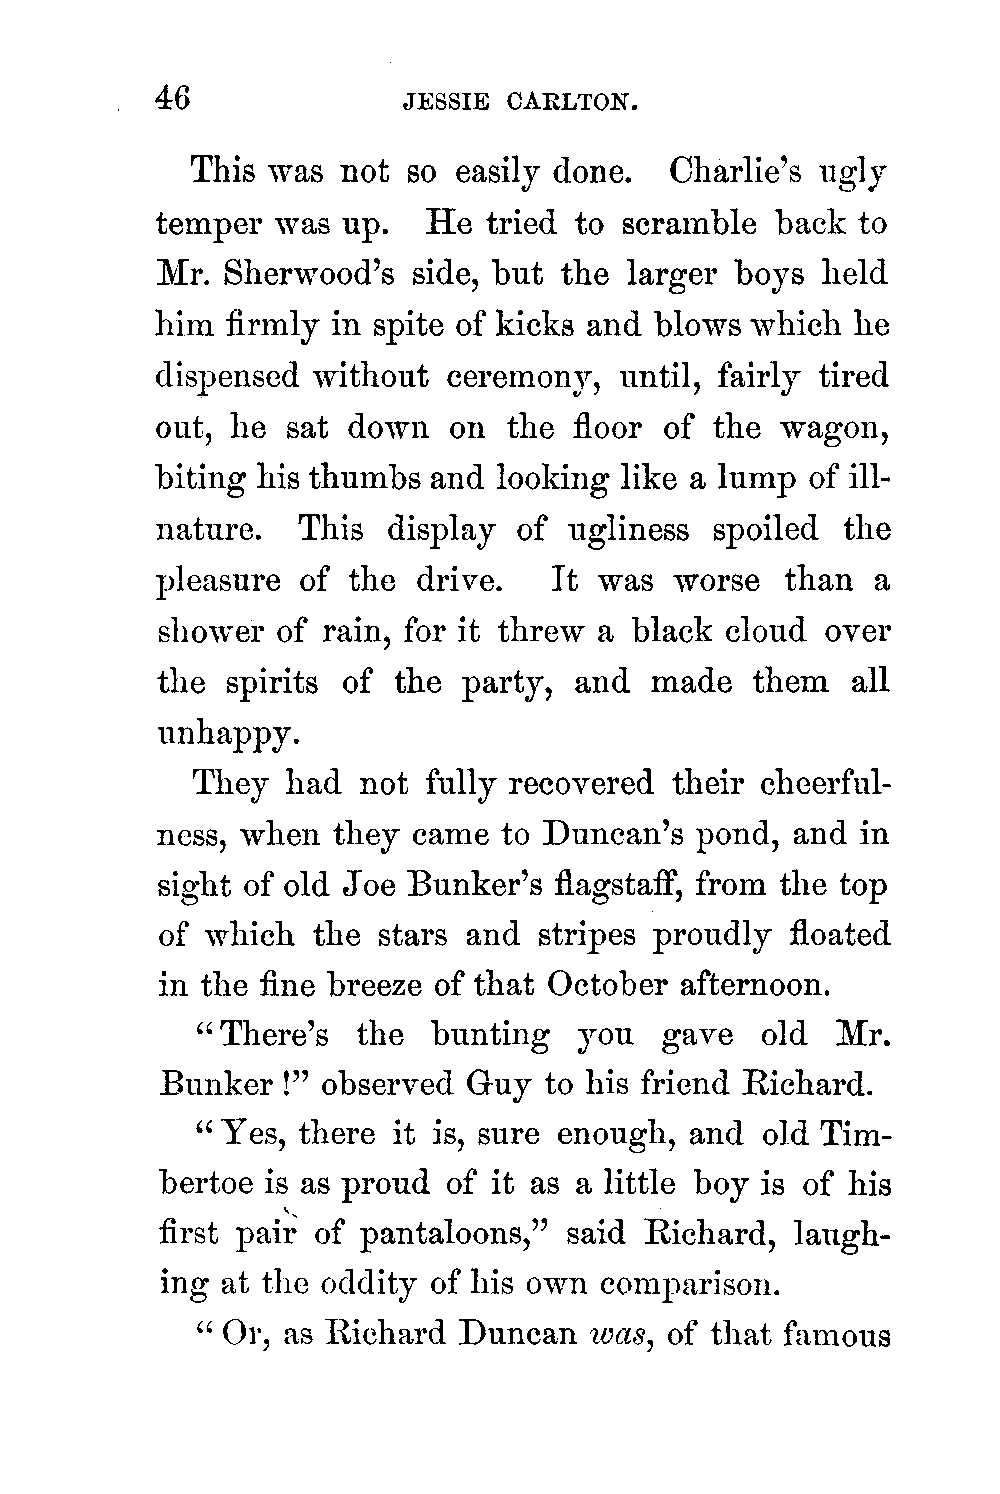 46 JESSIE CARLTON.
This was not so easily done. Charlie's ugly
temper was up. He tried to scramble back to
Mr. Sherwood's side, but the larger boys held
him firmly in spite of kicks and blows which he
dispensed without ceremony, until, fairly tired
out, he sat down on the floor of the wagon,
biting his thumbs and looking like a lump of ill-
nature. This display of ugliness spoiled the
pleasure of the drive. It was worse than a
shower of rain, for it threw a black cloud over
the spirits of the party, and made them all
unhappy.
They had not fully recovered their cheerful-
ness, when they came to Duncan's pond, and in
sight of old Joe Bunker's flagstaff, from the top
of which the stars and stripes proudly floated
in the fine breeze of that October afternoon.
"There's the bunting you gave old Mr.
Bunker!" observed Guy to his friend Richard.
"Yes, there it is, sure enough, and old Tim-
bertoe is as proud of it as a little boy is of his
first pair of pantaloons," said Richard, laugh-
ing at the oddity of his own comparison.
"Or, as Richard Duncan was, of that famous